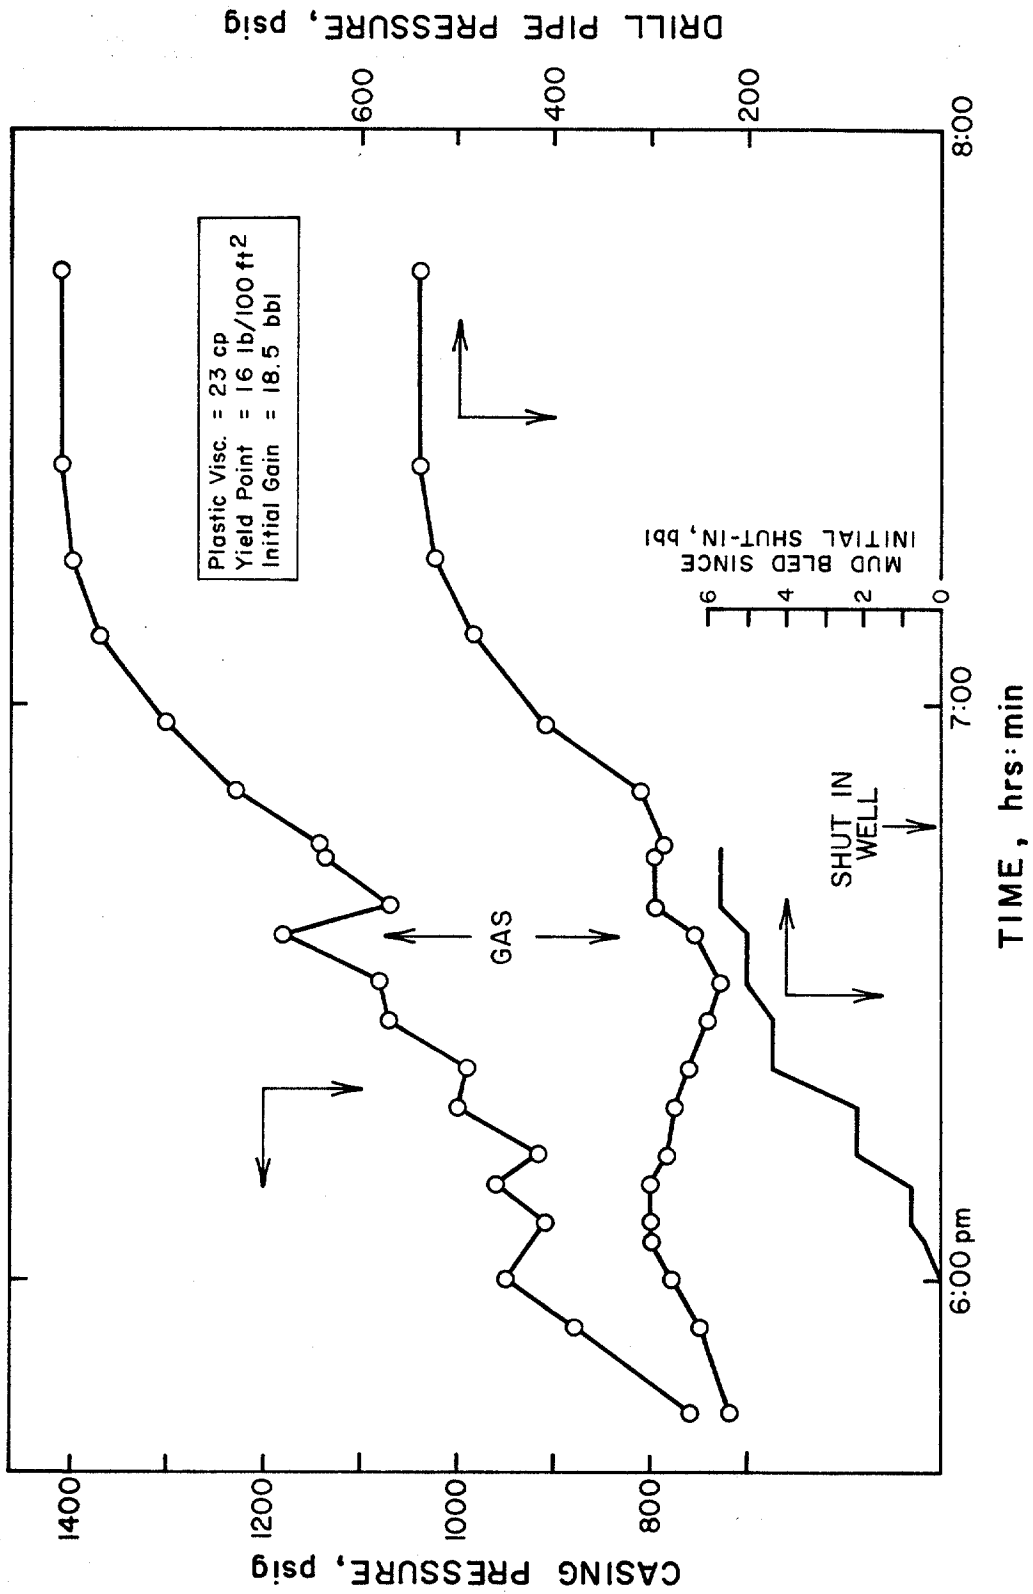 CASING PRESSURE, psig
1400
1200
1000
800
Plastic Visc. = 23 cp
Yield Point = 16 lb/100 ft²
Initial Gain = 18.5 bbl
GAS
SHUT IN
WELL
MUD BLED SINCE
INITIAL SHUT-IN, bbl
6
4
2
0
600
400
200
DRILL PIPE PRESSURE, psig
6:00 pm
7:00
8:00
TIME, hrs:min